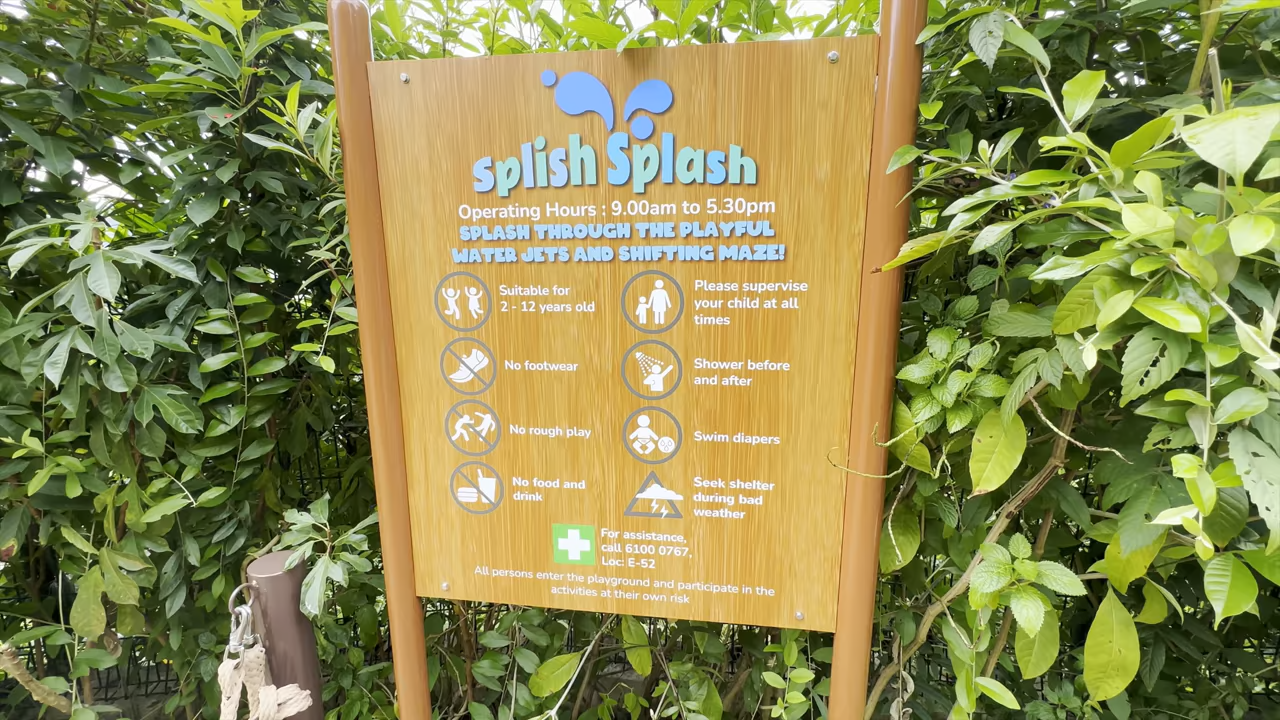 splish Splash
Operating Hours : 9.00am to 5.30pm
SPLASH THROUGH THE PLAYFUL
WATER JETS AND SHIFTING MAZE!
Suitable for
2 - 12 years old
Please supervise
your child at all
times
No footwear
Shower before
and after
No rough play
Swim diapers
No food and
drink
Seek shelter
during bad
weather
For assistance,
call 6100 0767,
Loc: E-52
All persons enter the playground and participate in the
activities at their own risk